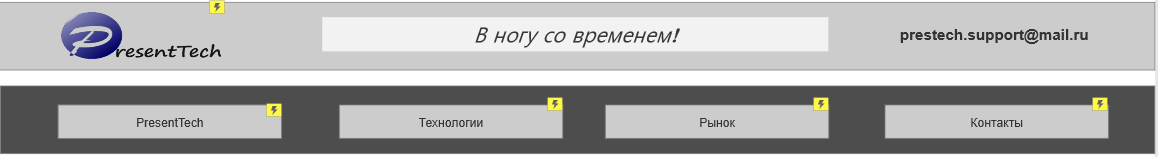 PresentTech
В ногу со временем!
prestech.support@mail.ru
PresentTech
Технологии
Рынок
Контакты